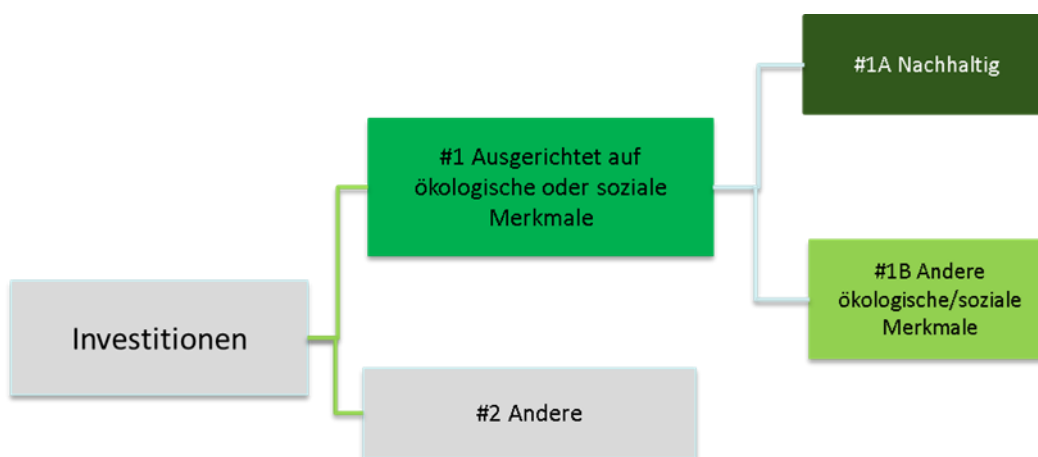 #1A Nachhaltig
#1 Ausgerichtet auf
ökologische oder soziale
Merkmale
#1B Andere
ökologische/soziale
Merkmale
Investitionen
#2 Andere